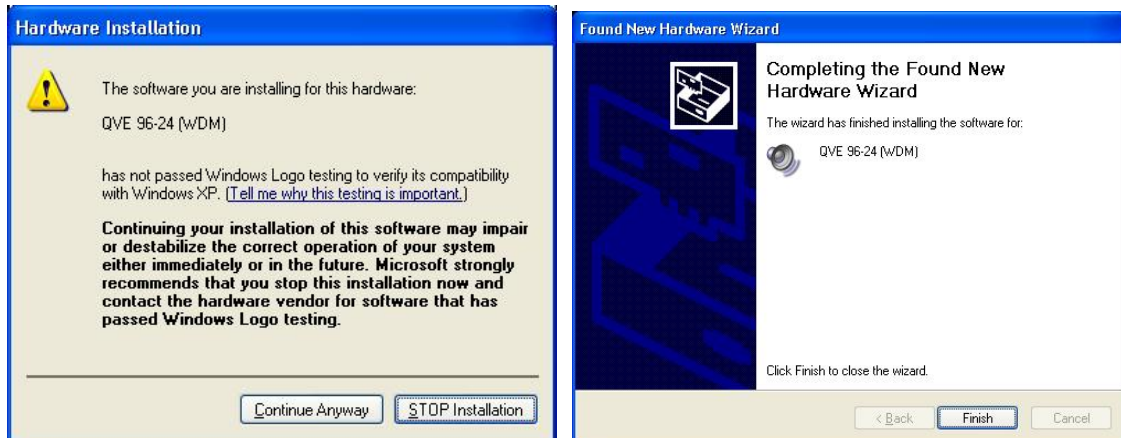 Hardware Installation
The software you are installing for this hardware:
QVE 96-24 (WDM)
has not passed Windows Logo testing to verify its compatibility
with Windows XP. (Tell me why this testing is important.)
Continuing your installation of this software may impair
or destabilize the correct operation of your system
either immediately or in the future. Microsoft strongly
recommends that you stop this installation now and
contact the hardware vendor for software that has
passed Windows Logo testing.
Continue Anyway
STOP Installation
Found New Hardware Wizard
Completing the Found New
Hardware Wizard
The wizard has finished installing the software for:
QVE 96-24 (WDM)
Click Finish to close the wizard.
< Back
Finish
Cancel